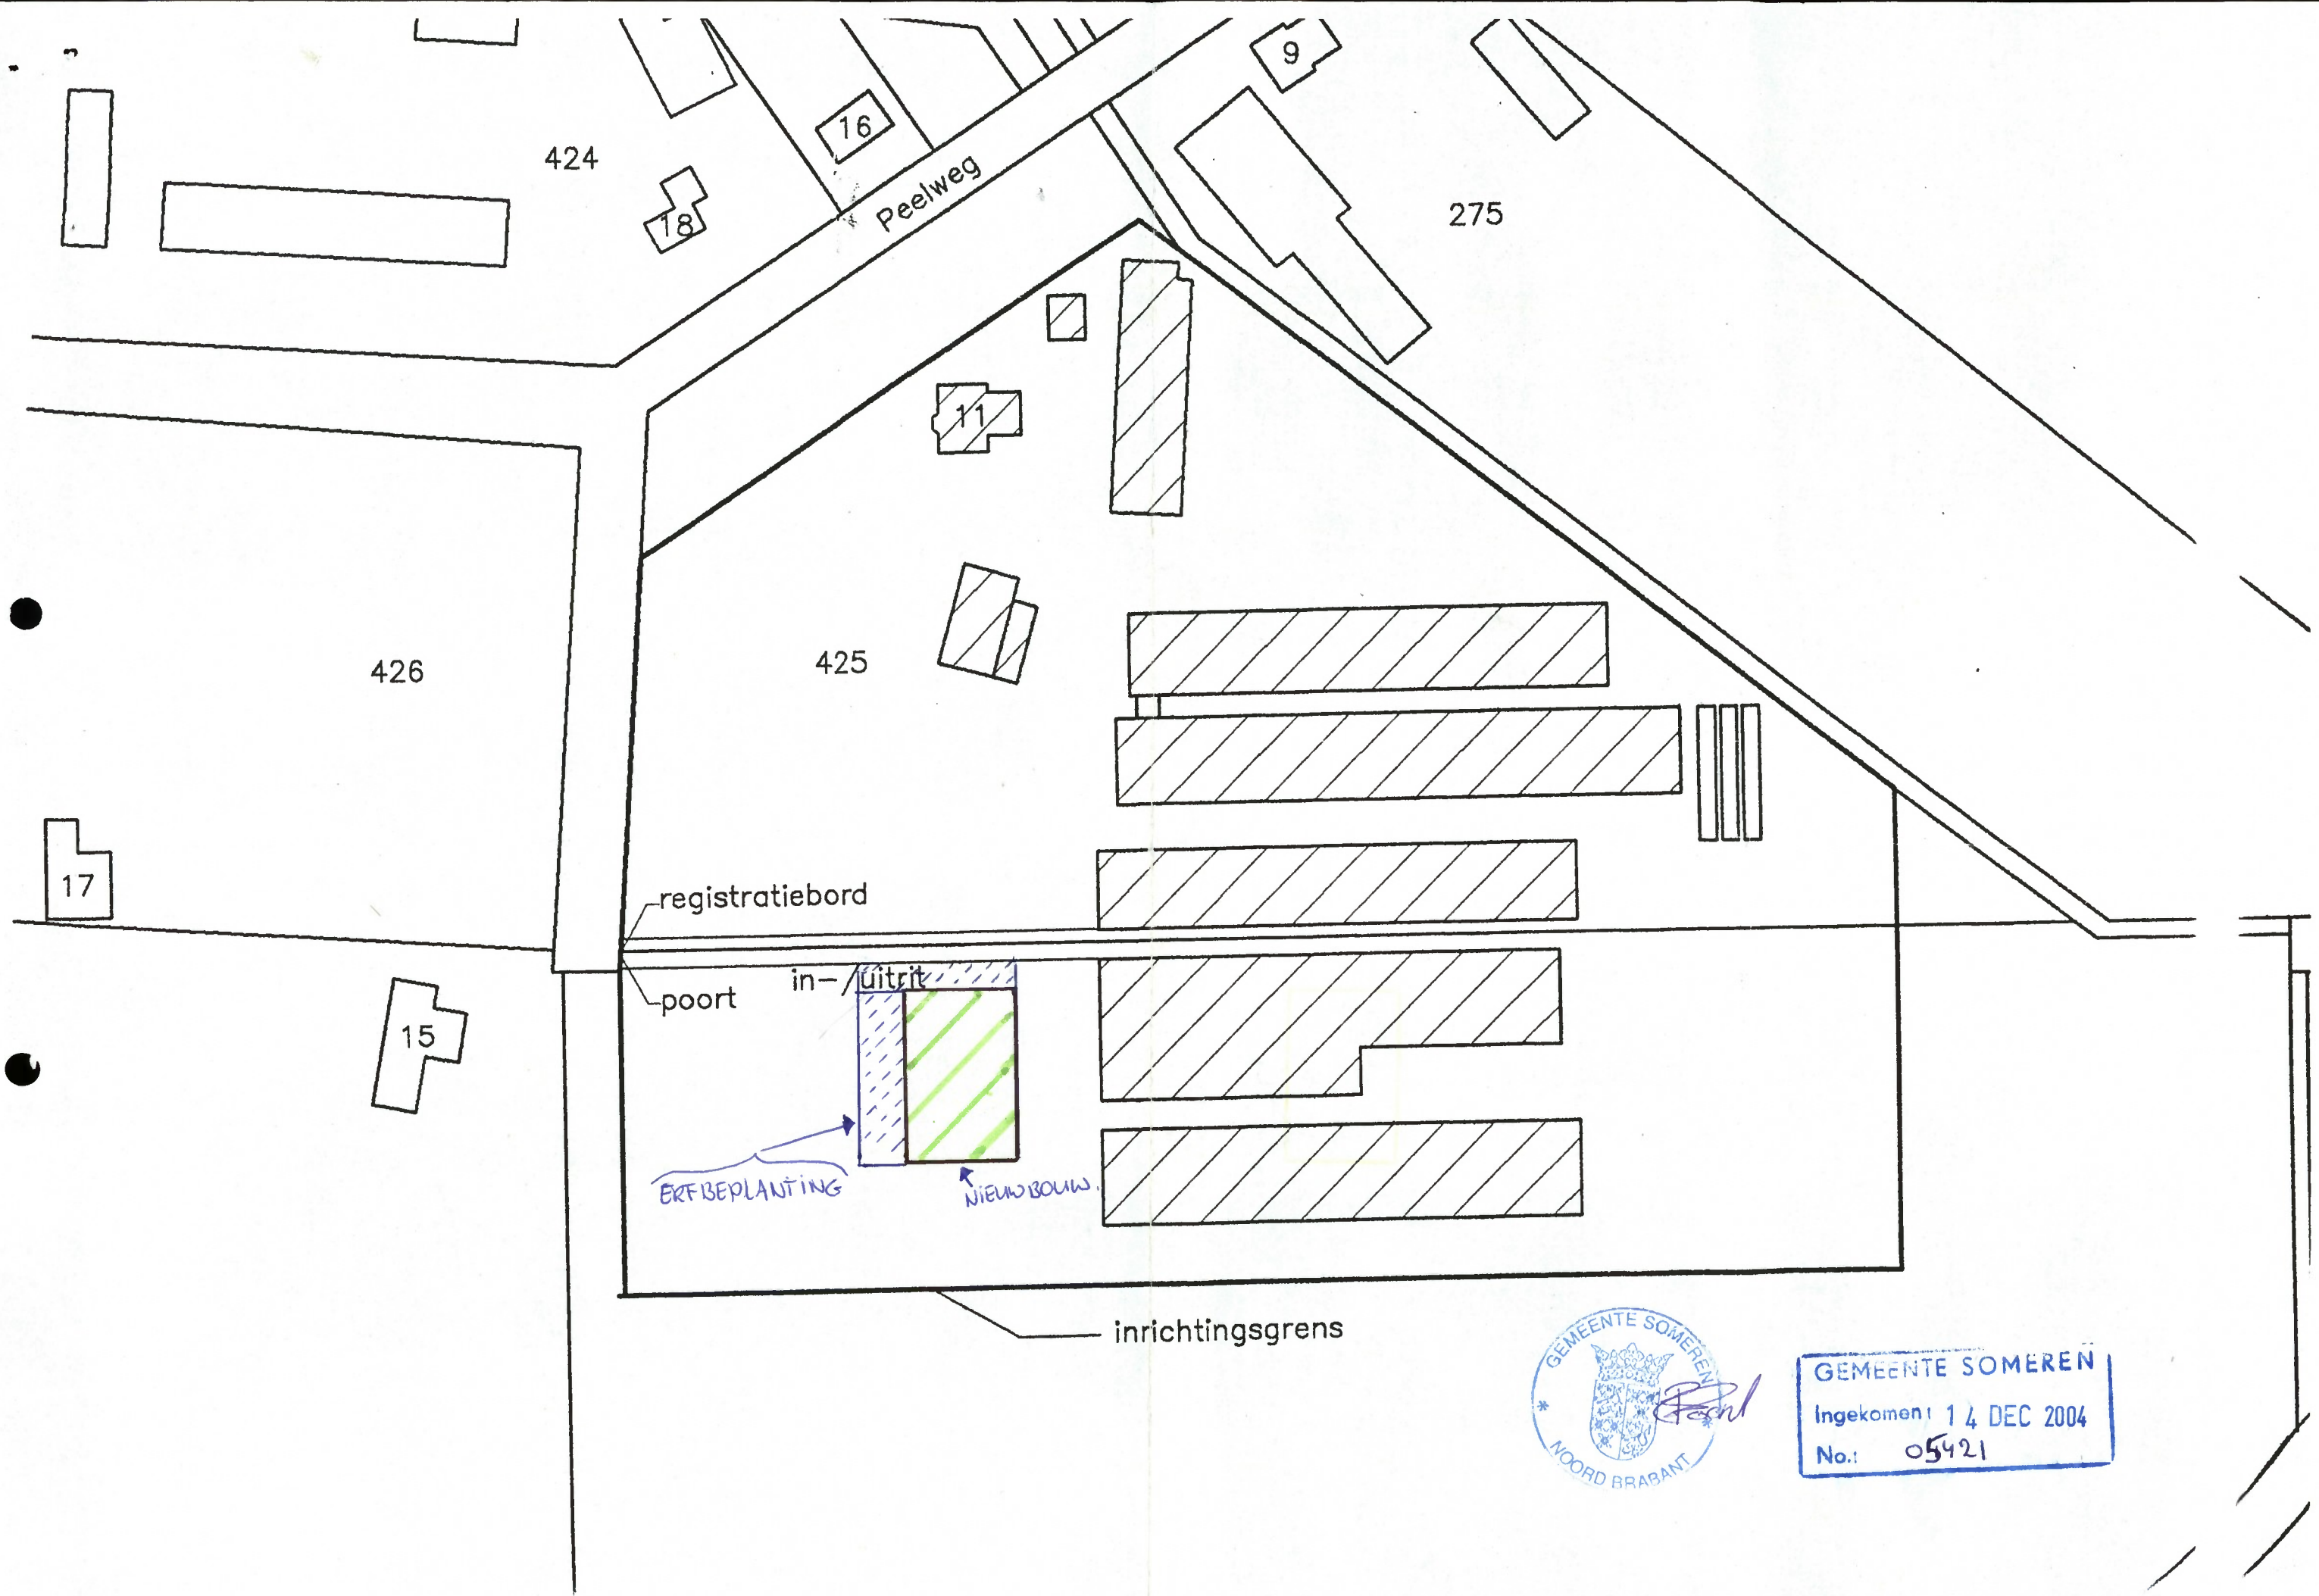 9
16
424
Peelweg
275
18
11
426
425
17
registratiebord
in-/uitrit
poort
15
ERFBEPLANTING
NIEUWBOUW.
inrichtingsgrens
* GEMEENTE SOMEREN *
NOORD BRABANT
GEMEENTE SOMEREN
Ingekomen: 14 DEC 2004
No.: 05421